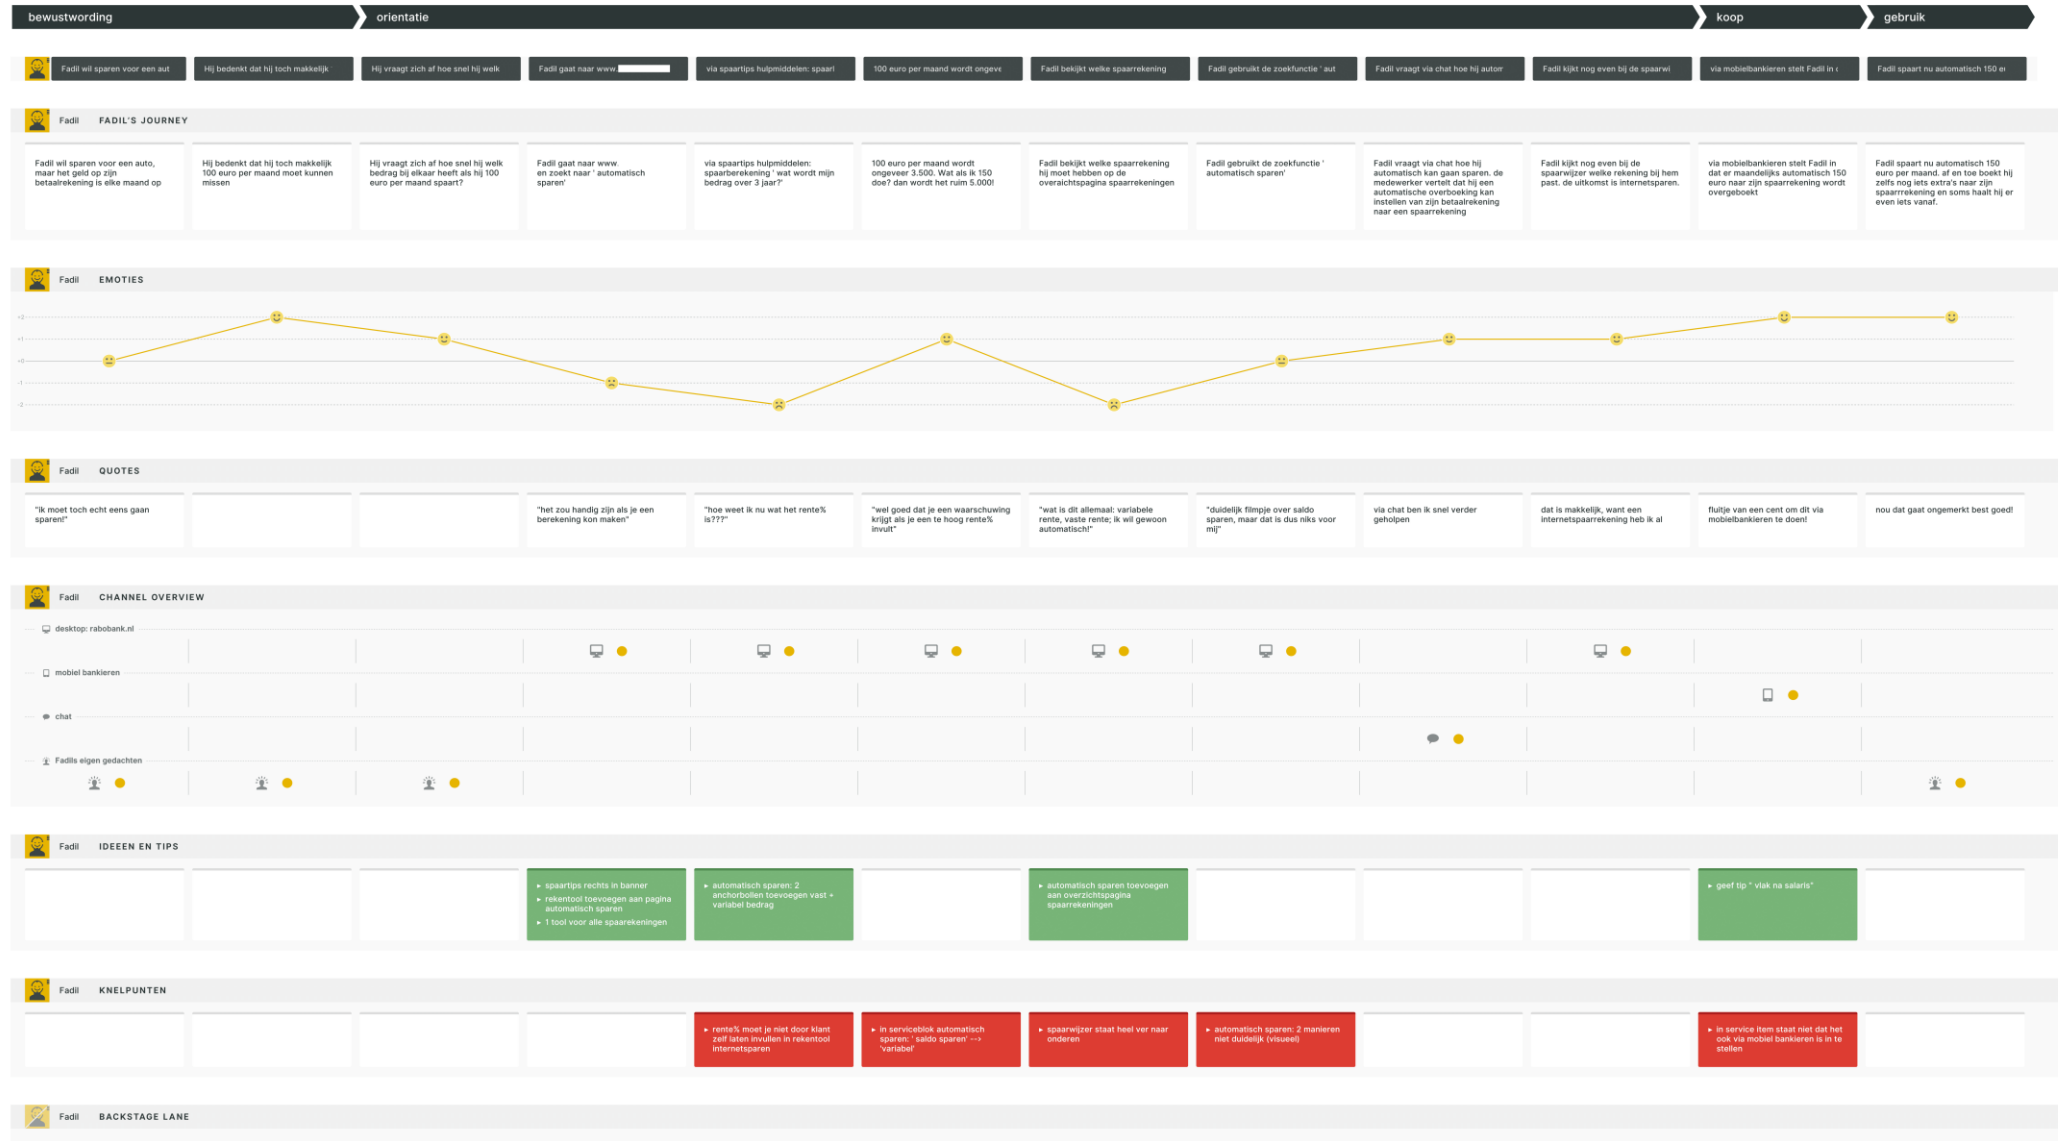 bewustwording
orientatie
koop
gebruik
Fadil wil sparen voor een aut
Hij bedenkt dat hij toch makkelijk
Hij vraagt zich af hoe snel hij welk
Fadil gaat naar www.
via spaartips hulpmiddelen: spaarl
100 euro per maand wordt ongeve
Fadil bekijkt welke spaarrekening
Fadil gebruikt de zoekfunctie ' aut
Fadil vraagt via chat hoe hij autom
Fadil kijkt nog even bij de spaarwi
via mobielbankieren stelt Fadil in
Fadil spaart nu automatisch 150
Fadil FADIL'S JOURNEY
Fadil wil sparen voor een auto,
maar het geld op zijn
betaalrekening is elke maand op
Hij bedenkt dat hij toch makkelijk
100 euro per maand moet kunnen
missen
Hij vraagt zich af hoe snel hij welk
bedrag bij elkaar heeft als hij 100
euro per maand spaart?
Fadil gaat naar www.
en zoekt naar ' automatisch
sparen'
via spaartips hulpmiddelen:
spaarberekening ' wat wordt mijn
bedrag over 3 jaar?'
100 euro per maand wordt
ongeveer 3.500. Wat als ik 150
doe? dan wordt het ruim 5.000!
Fadil bekijkt welke spaarrekening
hij moet hebben op de
overaichtspagina spaarrekeningen
Fadil gebruikt de zoekfunctie '
automatisch sparen'
Fadil vraagt via chat hoe hij
automatisch kan gaan sparen. de
medewerker vertelt dat hij een
automatische overboeking kan
instellen van zijn betaalrekening
naar een spaarrekening
Fadil kijkt nog even bij de
spaarwijzer welke rekening bij hem
past. de uitkomst is internetsparen.
via mobielbankieren stelt Fadil in
dat er maandelijks automatisch 150
euro naar zijn spaarrekening wordt
overgeboekt
Fadil spaart nu automatisch 150
euro per maand. af en toe boekt hij
zelfs nog iets extra's naar zijn
spaarrrekening en soms haalt hij er
even iets vanaf.
Fadil EMOTIES
+2
+1
+0
-1
-2
Fadil QUOTES
"ik moet toch echt eens gaan
sparen!"
"het zou handig zijn als je een
berekening kon maken"
"hoe weet ik nu wat het rente%
is???"
"wel goed dat je een waarschuwing
krijgt als je een te hoog rente%
invult"
"wat is dit allemaal: variabele
rente, vaste rente; ik wil gewoon
automatisch!"
"duidelijk filmpje over saldo
sparen, maar dat is dus niks voor
mij"
via chat ben ik snel verder
geholpen
dat is makkelijk, want een
internetspaarrekening heb ik al
fluitje van een cent om dit via
mobielbankieren te doen!
nou dat gaat ongemerkt best goed!
Fadil CHANNEL OVERVIEW
desktop: rabobank.nl
mobiel bankieren
chat
Fadils eigen gedachten
Fadil IDEEEN EN TIPS
▸ spaartips rechts in banner
▸ rekentool toevoegen aan pagina
automatisch sparen
▸ 1 tool voor alle spaarekeningen
▸ automatisch sparen: 2
anchorbollen toevoegen vast +
variabel bedrag
▸ automatisch sparen toevoegen
aan overzichtspagina
spaarrekeningen
▸ geef tip " vlak na salaris"
Fadil KNELPUNTEN
▸ rente% moet je niet door klant
zelf laten invullen in rekentool
internetsparen
▸ in serviceblok automatisch
sparen: ' saldo sparen' -->
'variabel'
▸ spaarwijzer staat heel ver naar
onderen
▸ automatisch sparen: 2 manieren
niet duidelijk (visueel)
▸ in service item staat niet dat het
ook via mobiel bankieren is in te
stellen
Fadil BACKSTAGE LANE